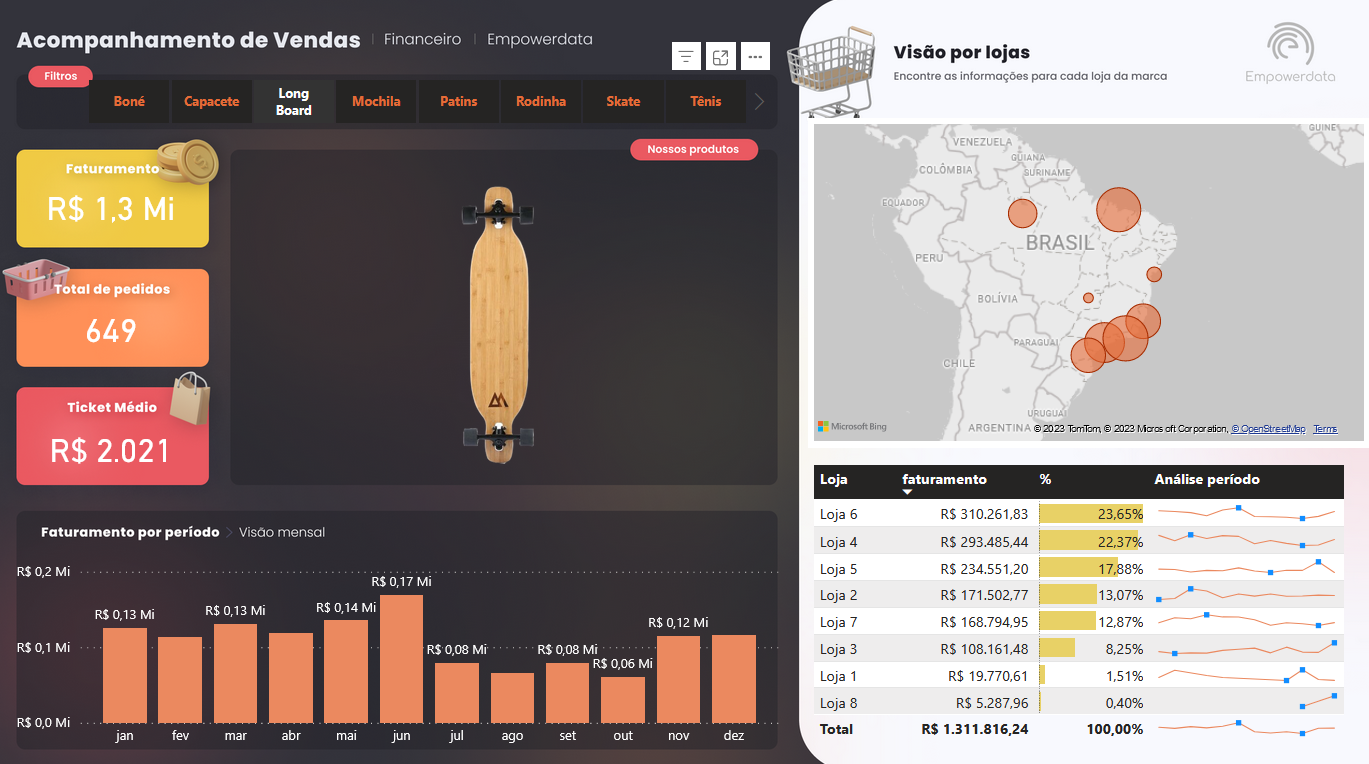 Acompanhamento de Vendas
Financeiro
Empowerdata
Filtros
Boné
Capacete
Long
Board
Mochila
Patins
Rodinha
Skate
Tênis
Faturamento
R$ 1,3 Mi
Total de pedidos
649
Ticket Médio
R$ 2.021
Nossos produtos
Faturamento por período
Visão mensal
R$ 0,2 Mi
R$ 0,1 Mi
R$ 0,0 Mi
R$ 0,13 Mi
R$ 0,13 Mi
R$ 0,14 Mi
R$ 0,17 Mi
R$ 0,08 Mi
R$ 0,08 Mi
R$ 0,06 Mi
R$ 0,12 Mi
jan fev mar abr mai jun jul ago set out nov dez
Visão por lojas
Encontre as informações para cada loja da marca
Empowerdata
GUINE
VENEZUELA
GUIANA
COLÔMBIA
SURINAME
EQUADOR
BRASIL
PERU
BOLÍVIA
PARAGUAI
CHILE
URUGUAI
ARGENTINA
Microsoft Bing
© 2023 TomTom, © 2023 Microsoft Corporation, © OpenStreetMap Terms
Loja faturamento % Análise período
Loja 6 R$ 310.261,83 23,65%
Loja 4 R$ 293.485,44 22,37%
Loja 5 R$ 234.551,20 17,88%
Loja 2 R$ 171.502,77 13,07%
Loja 7 R$ 168.794,95 12,87%
Loja 3 R$ 108.161,48 8,25%
Loja 1 R$ 19.770,61 1,51%
Loja 8 R$ 5.287,96 0,40%
Total R$ 1.311.816,24 100,00%